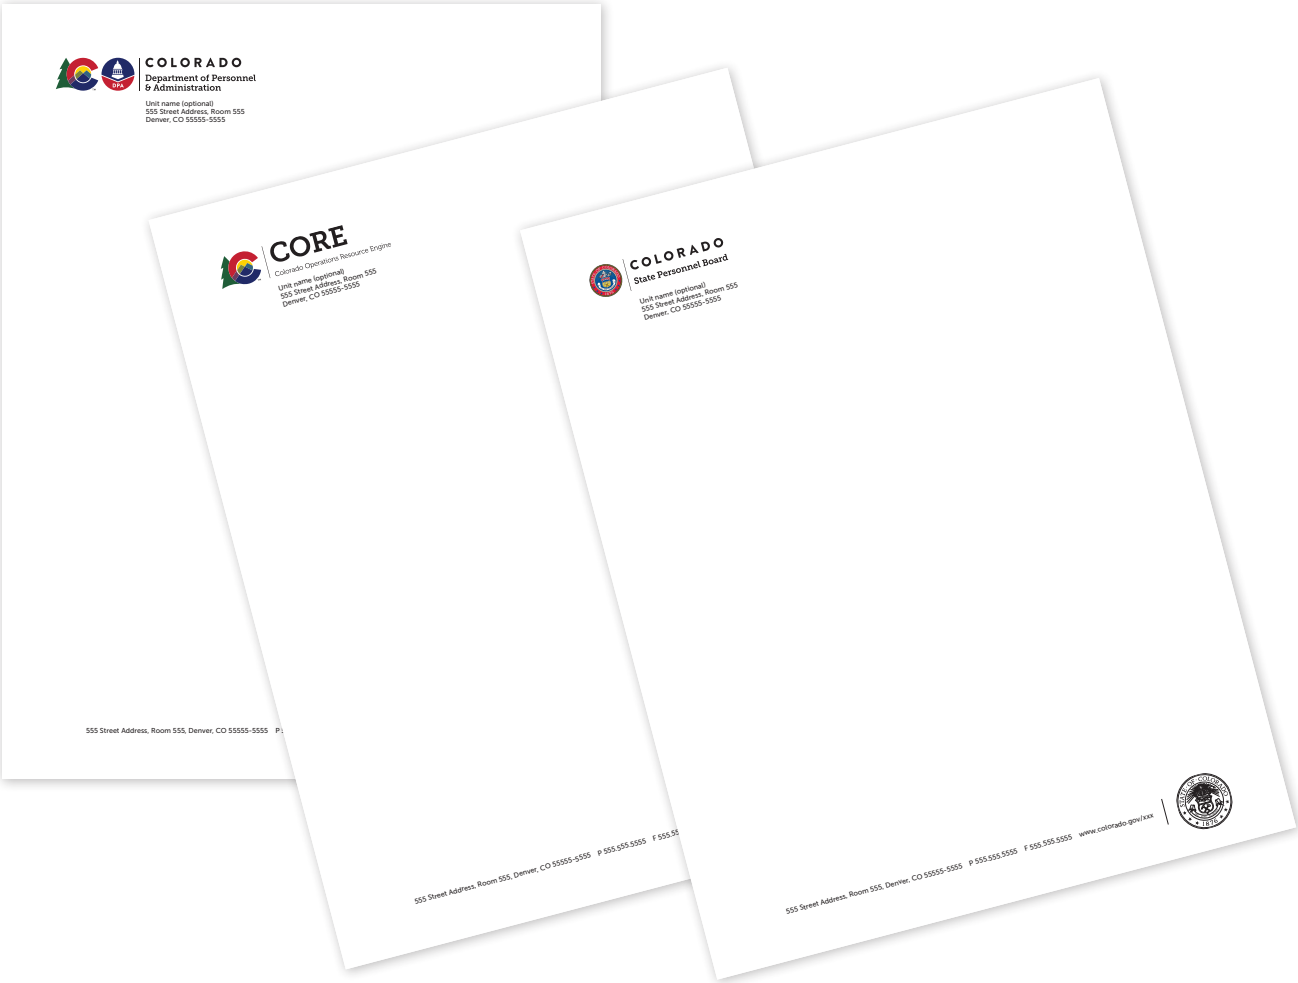 COLORADO
Department of Personnel
& Administration
DPA
Unit name (optional)
555 Street Address, Room 555
Denver, CO 55555-5555
555 Street Address, Room 555, Denver, CO 55555-5555 P
CORE
Colorado Operations Resource Engine
Unit name (optional)
555 Street Address, Room 555
Denver, CO 55555-5555
555 Street Address, Room 555, Denver, CO 55555-5555 P 555.555.5555 F 555.55
COLORADO
State Personnel Board
Unit name (optional)
555 Street Address, Room 555
Denver, CO 55555-5555
555 Street Address, Room 555, Denver, CO 55555-5555 P 555.555.5555 F 555.555.5555 www.colorado.gov/xxx
STATE OF COLORADO
1876